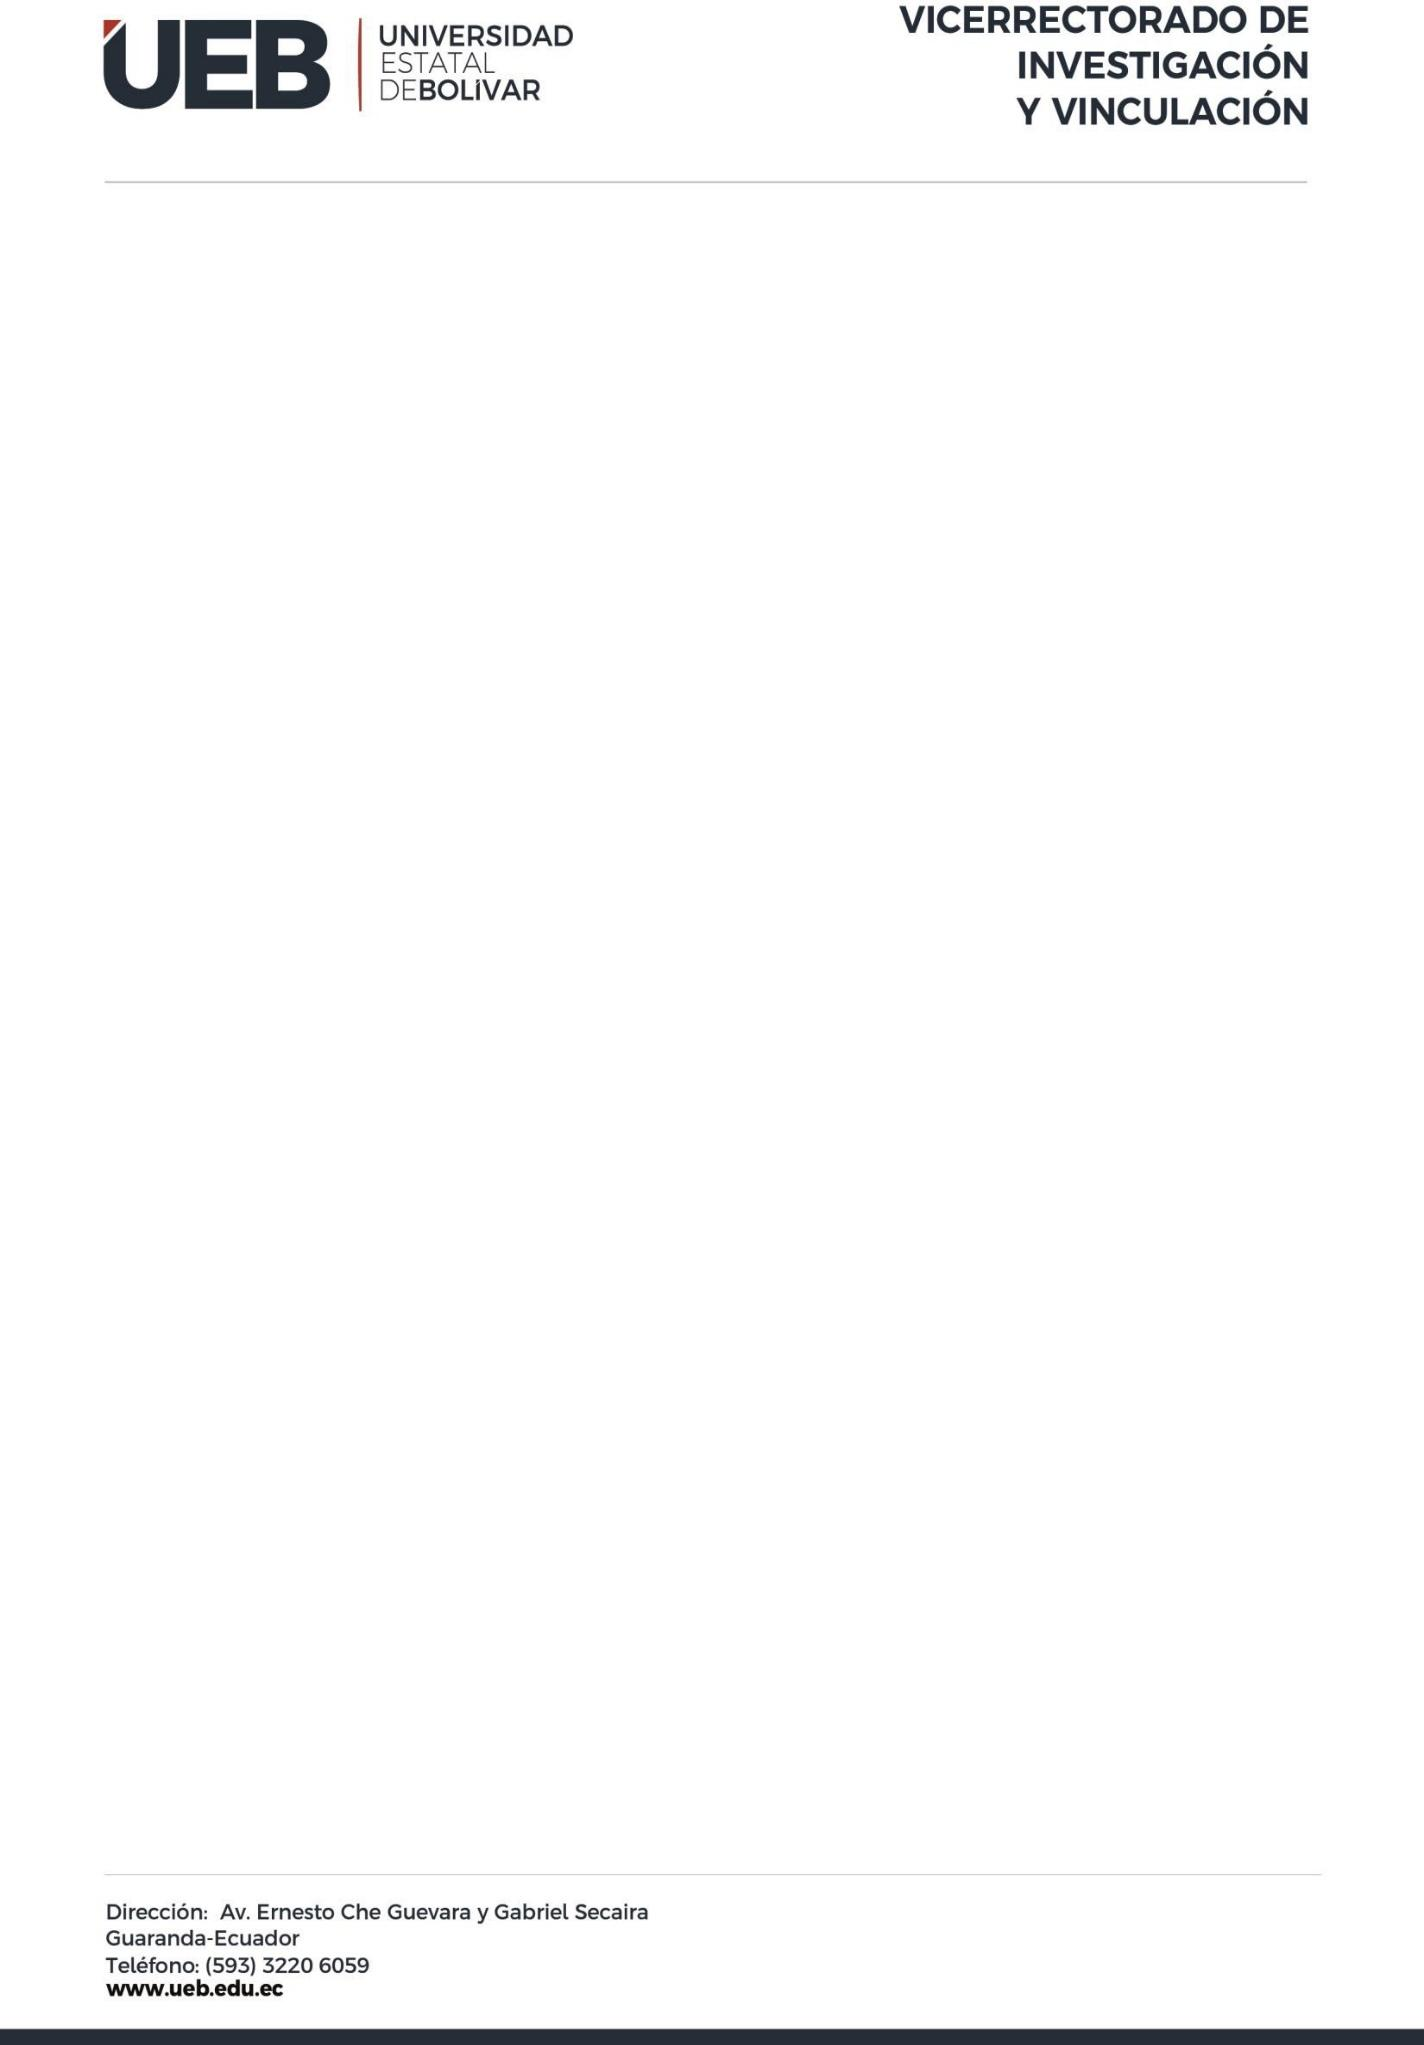 UEB
UNIVERSIDAD
ESTATAL
DEBOLÍVAR
VICERRECTORADO DE
INVESTIGACIÓN
Y VINCULACIÓN
Dirección:  Av. Ernesto Che Guevara y Gabriel Secaira
Guaranda-Ecuador
Teléfono: (593) 3220 6059
www.ueb.edu.ec